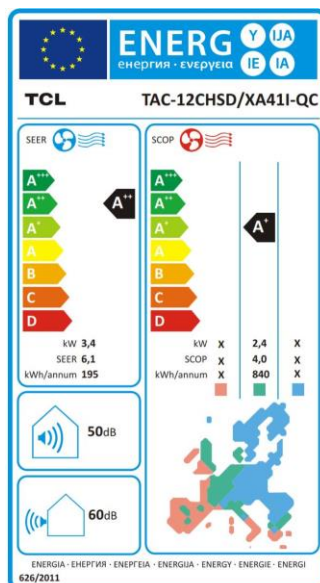 ENERG Y IJA
енергия · ενεργεια IE IA
TCL TAC-12CHSD/XA41I-QC
SEER SCOP
A+++ A+++
A++ A++ A++
A+ A+ A+
A A
B B
C C
D D
kW 3,4 kW X 2,4 X
SEER 6,1 SCOP X 4,0 X
kWh/annum 195 kWh/annum X 840 X
50dB
60dB
ENERGIA · ЕНЕРГИЯ · ΕΝΕΡΓΕΙΑ · ENERGIJA · ENERGY · ENERGIE · ENERGI
626/2011